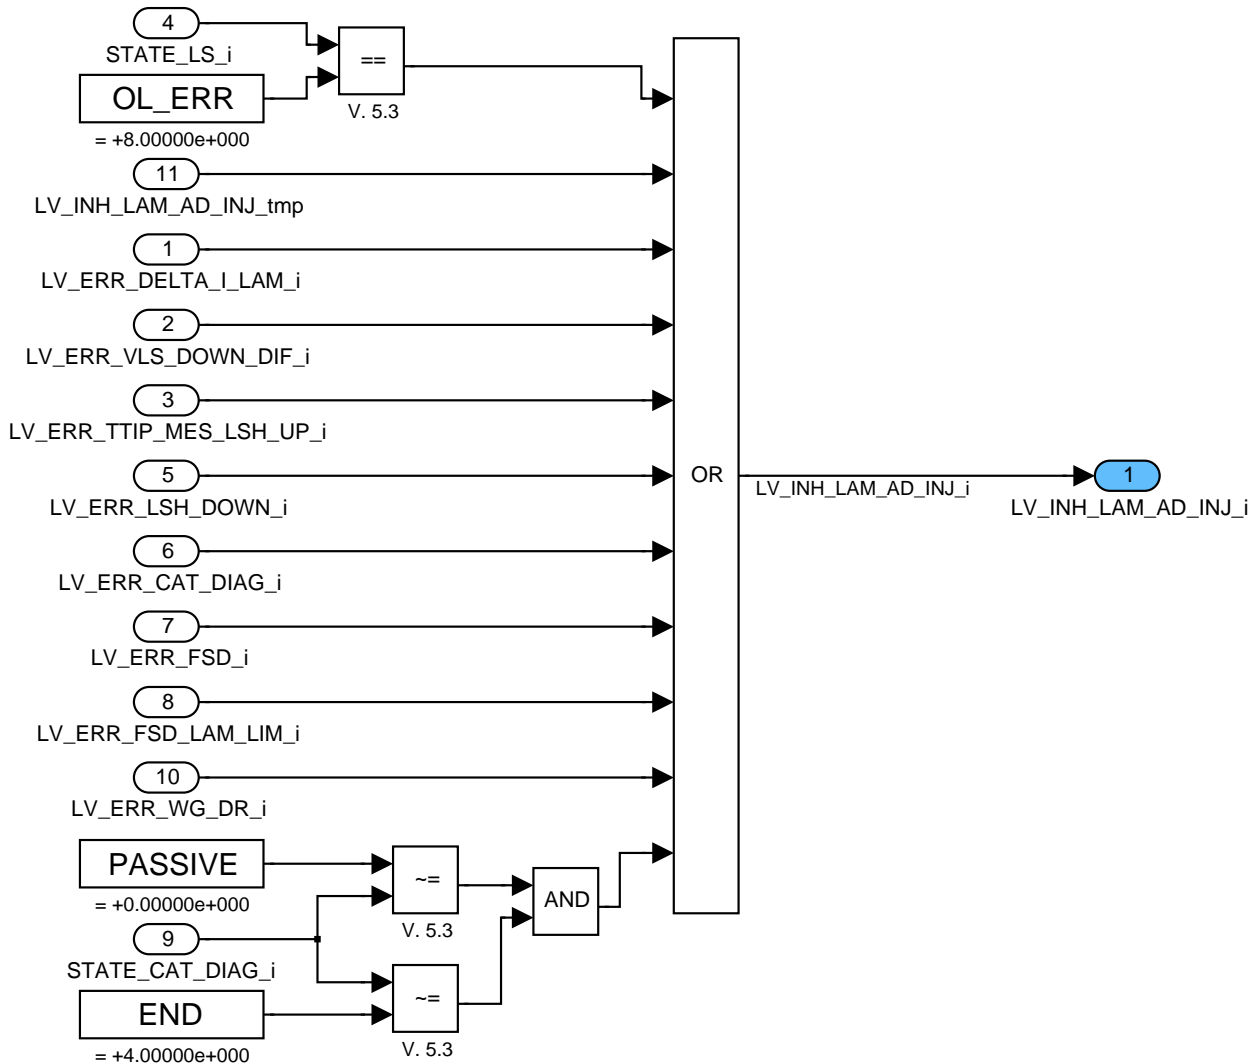 4
STATE_LS_i
OL_ERR
= +8.00000e+000
==
V. 5.3
11
LV_INH_LAM_AD_INJ_tmp
1
LV_ERR_DELTA_I_LAM_i
2
LV_ERR_VLS_DOWN_DIF_i
3
LV_ERR_TTIP_MES_LSH_UP_i
5
LV_ERR_LSH_DOWN_i
6
LV_ERR_CAT_DIAG_i
7
LV_ERR_FSD_i
8
LV_ERR_FSD_LAM_LIM_i
10
LV_ERR_WG_DR_i
PASSIVE
= +0.00000e+000
9
STATE_CAT_DIAG_i
END
= +4.00000e+000
~=
V. 5.3
~=
V. 5.3
AND
OR
LV_INH_LAM_AD_INJ_i
1
LV_INH_LAM_AD_INJ_i